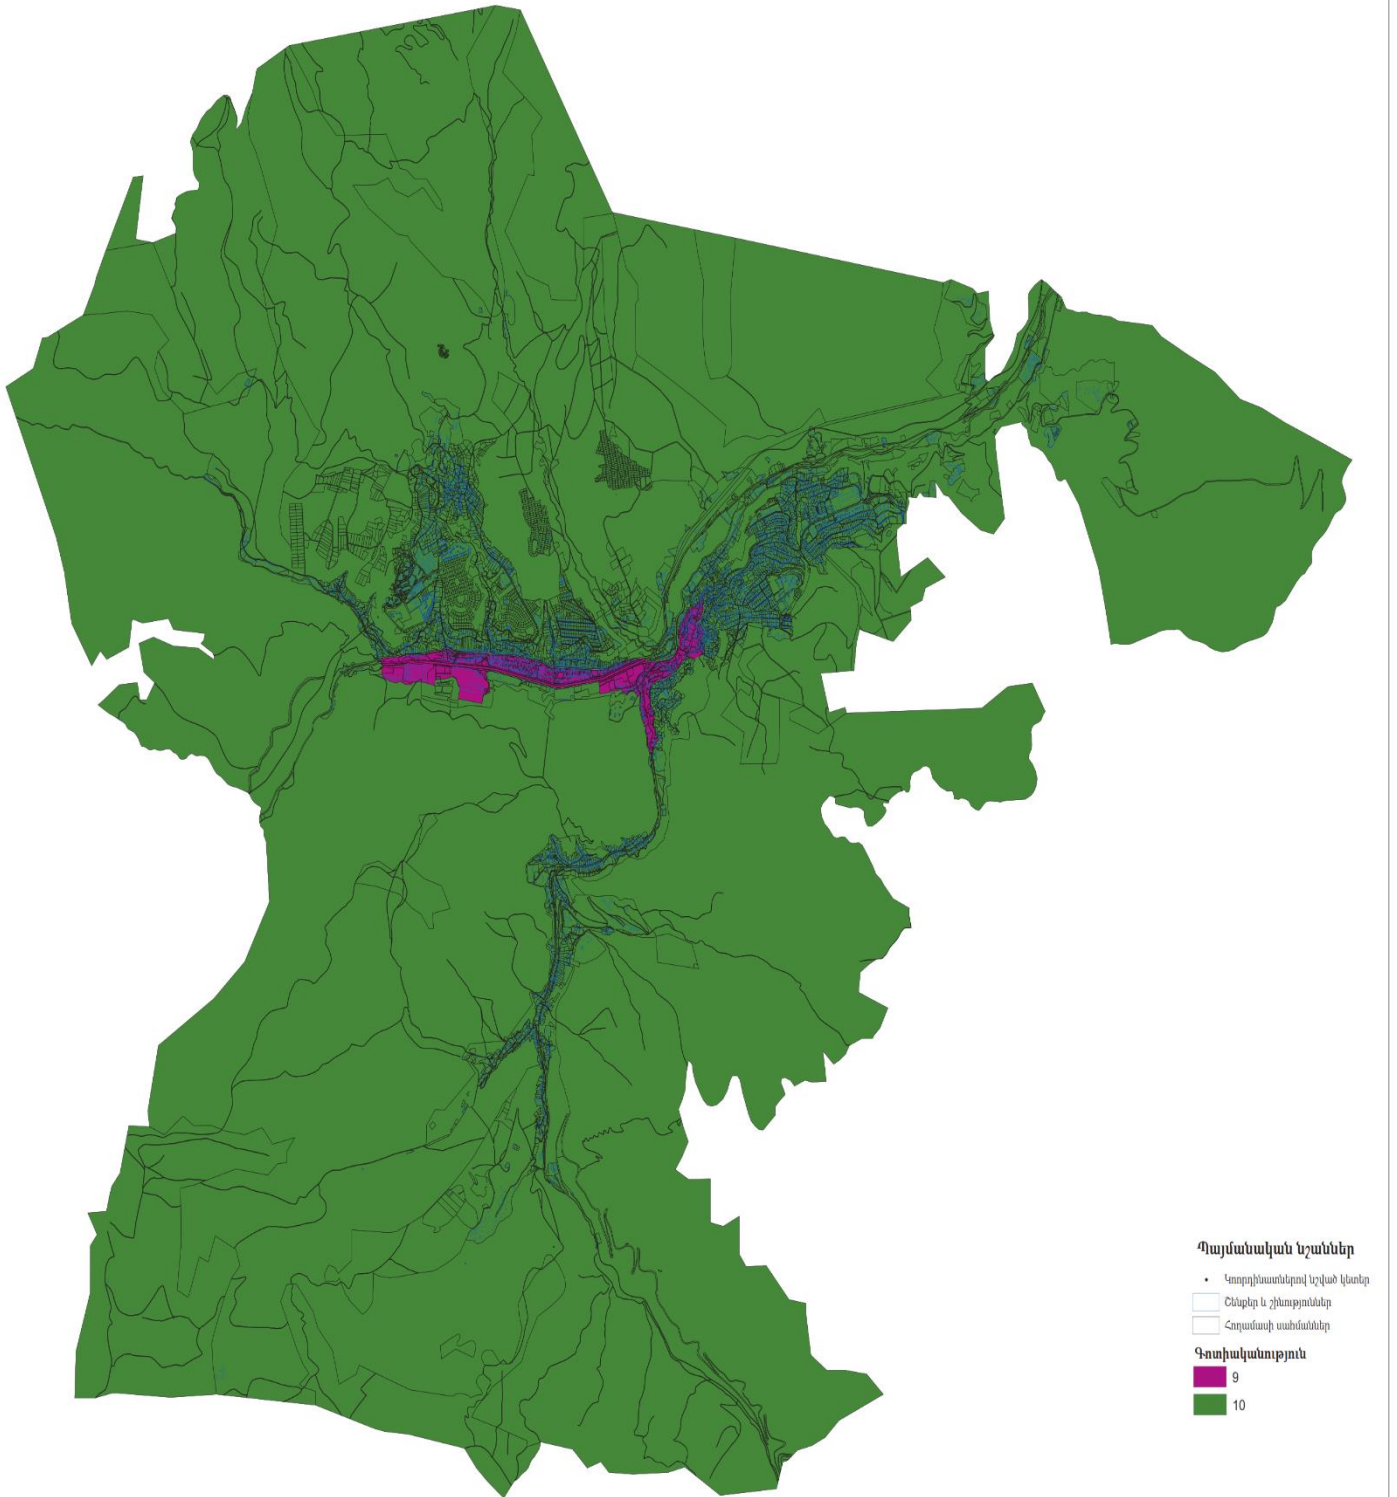 Պայմանական նշաններ
Կոորդինատներով նշված կետեր
Շենքեր և շինություններ
Հողամասի սահմաններ
Գոտիականություն
9
10